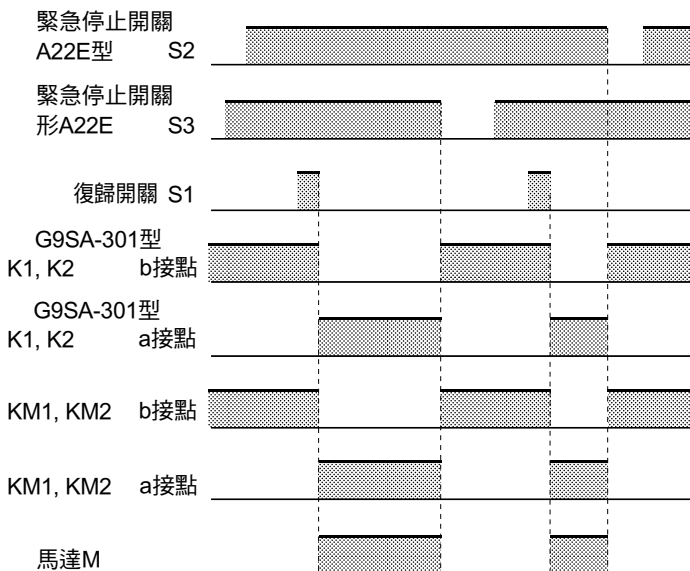 緊急停止開關
A22E型 S2
緊急停止開關
形A22E S3
復歸開關 S1
G9SA-301型
K1, K2 b接點
G9SA-301型
K1, K2 a接點
KM1, KM2 b接點
KM1, KM2 a接點
馬達M